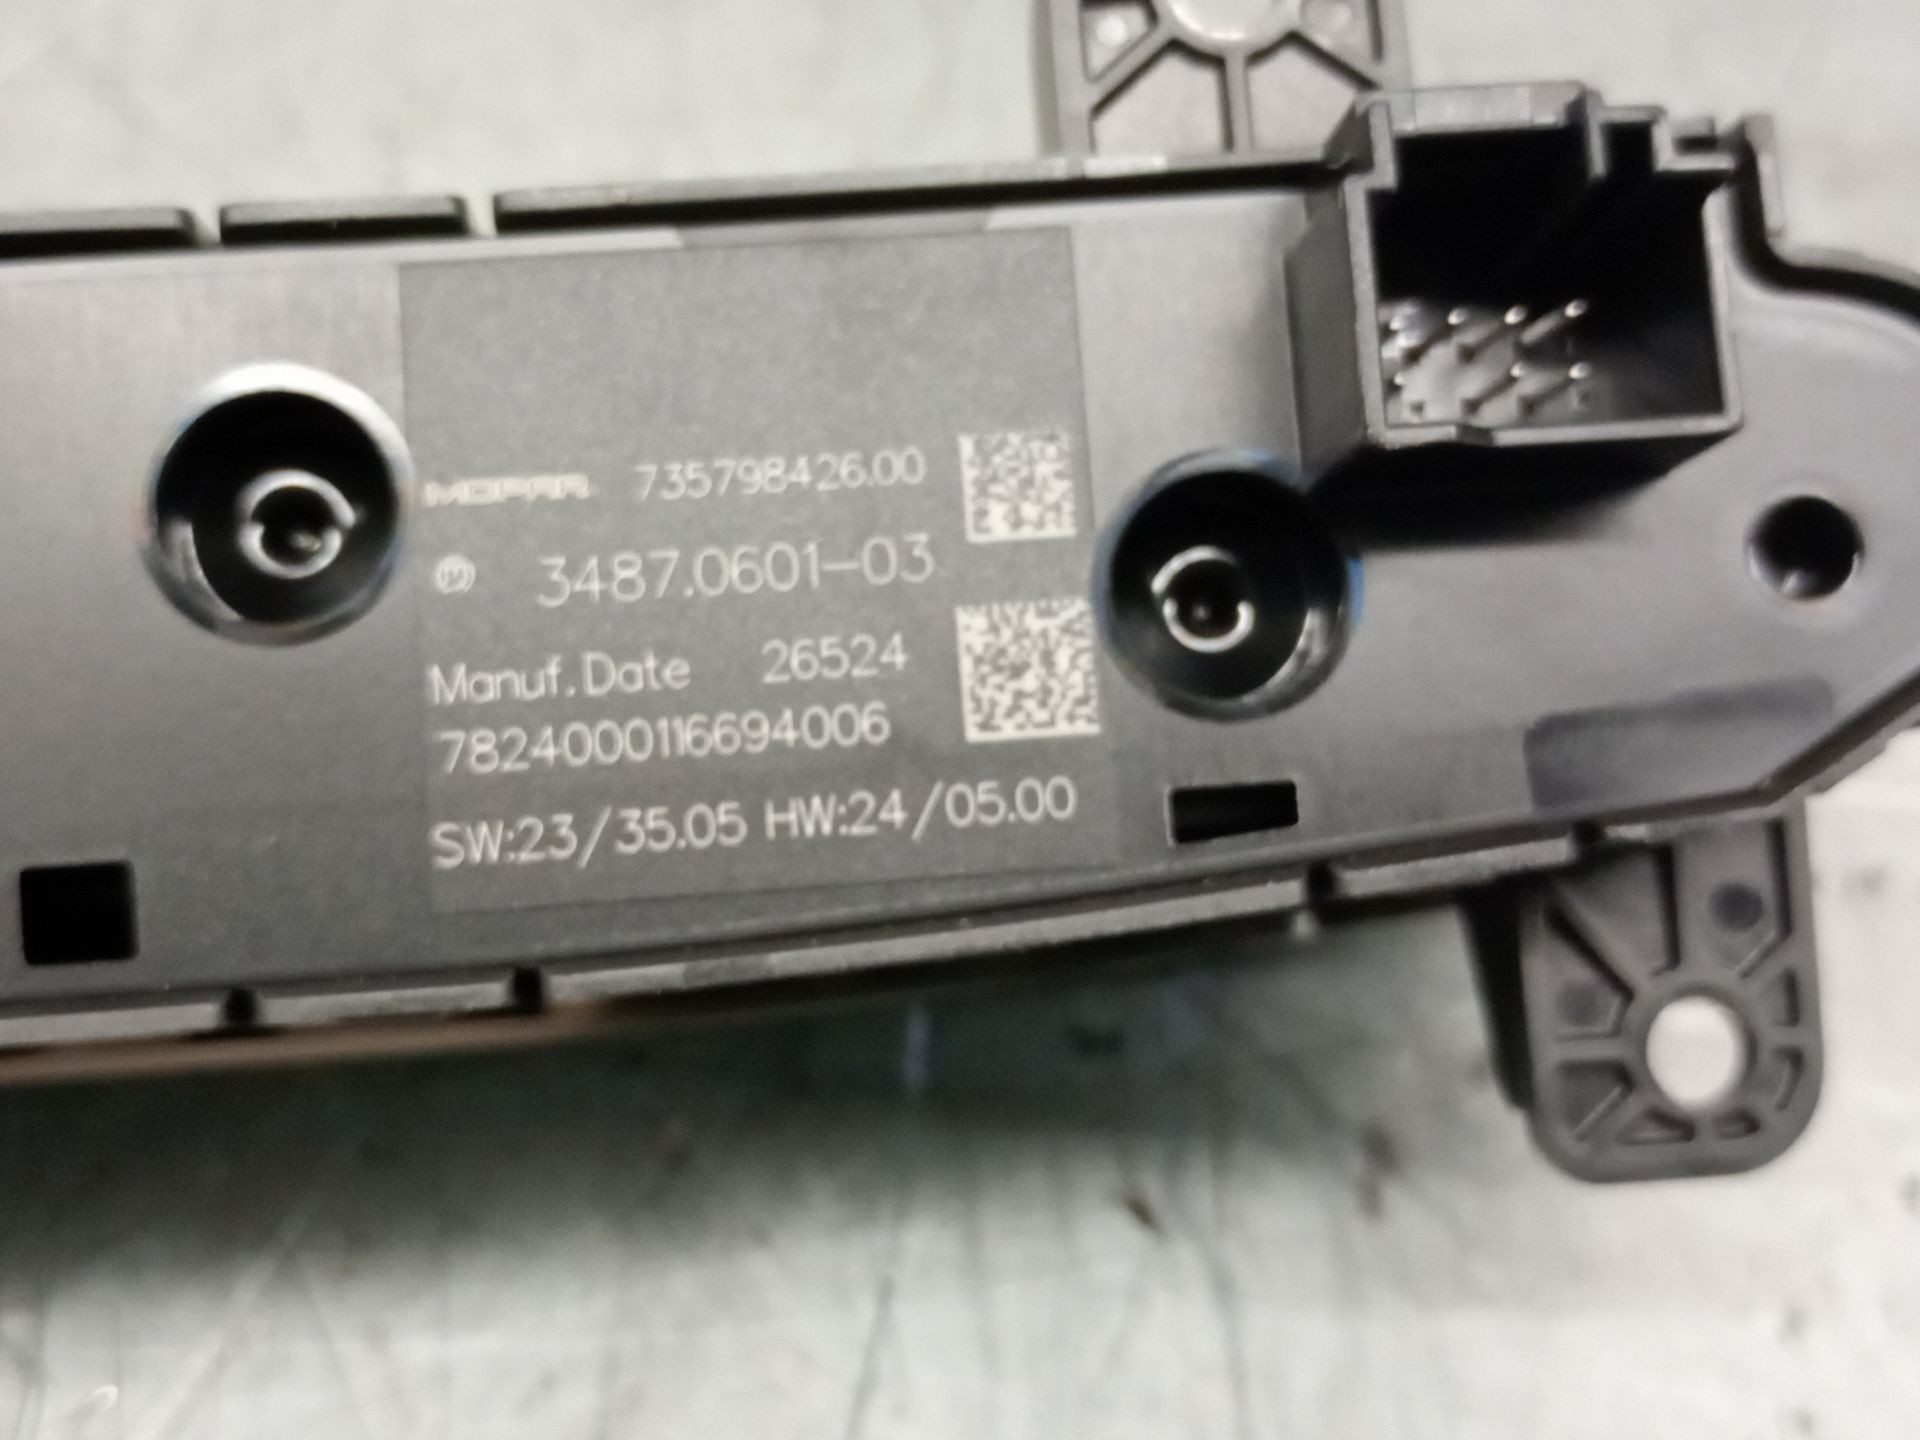 MOPAR 735798426.00
M 3487.0601-03
Manuf.Date 26524
7824000116694006
SW:23/35.05 HW:24/05.00